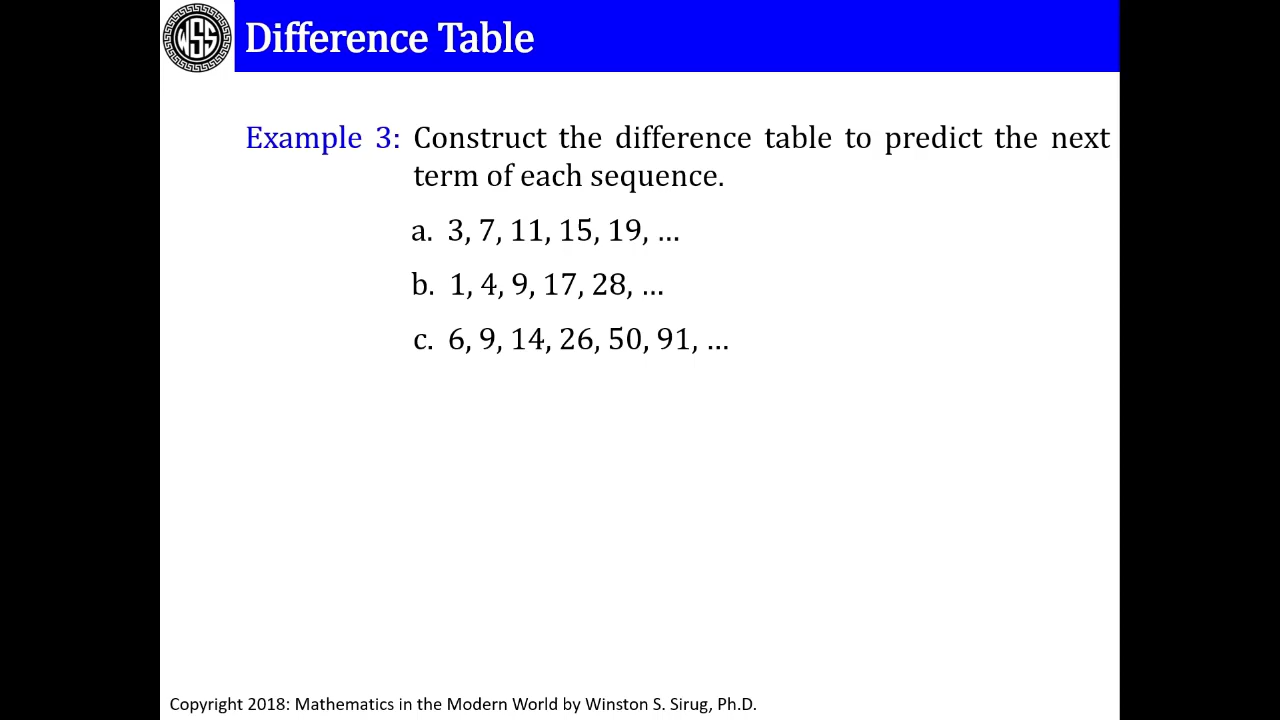 WSS
Difference Table
Example 3: Construct the difference table to predict the next
term of each sequence.
a. 3, 7, 11, 15, 19, …
b. 1, 4, 9, 17, 28, …
c. 6, 9, 14, 26, 50, 91, …
Copyright 2018: Mathematics in the Modern World by Winston S. Sirug, Ph.D.